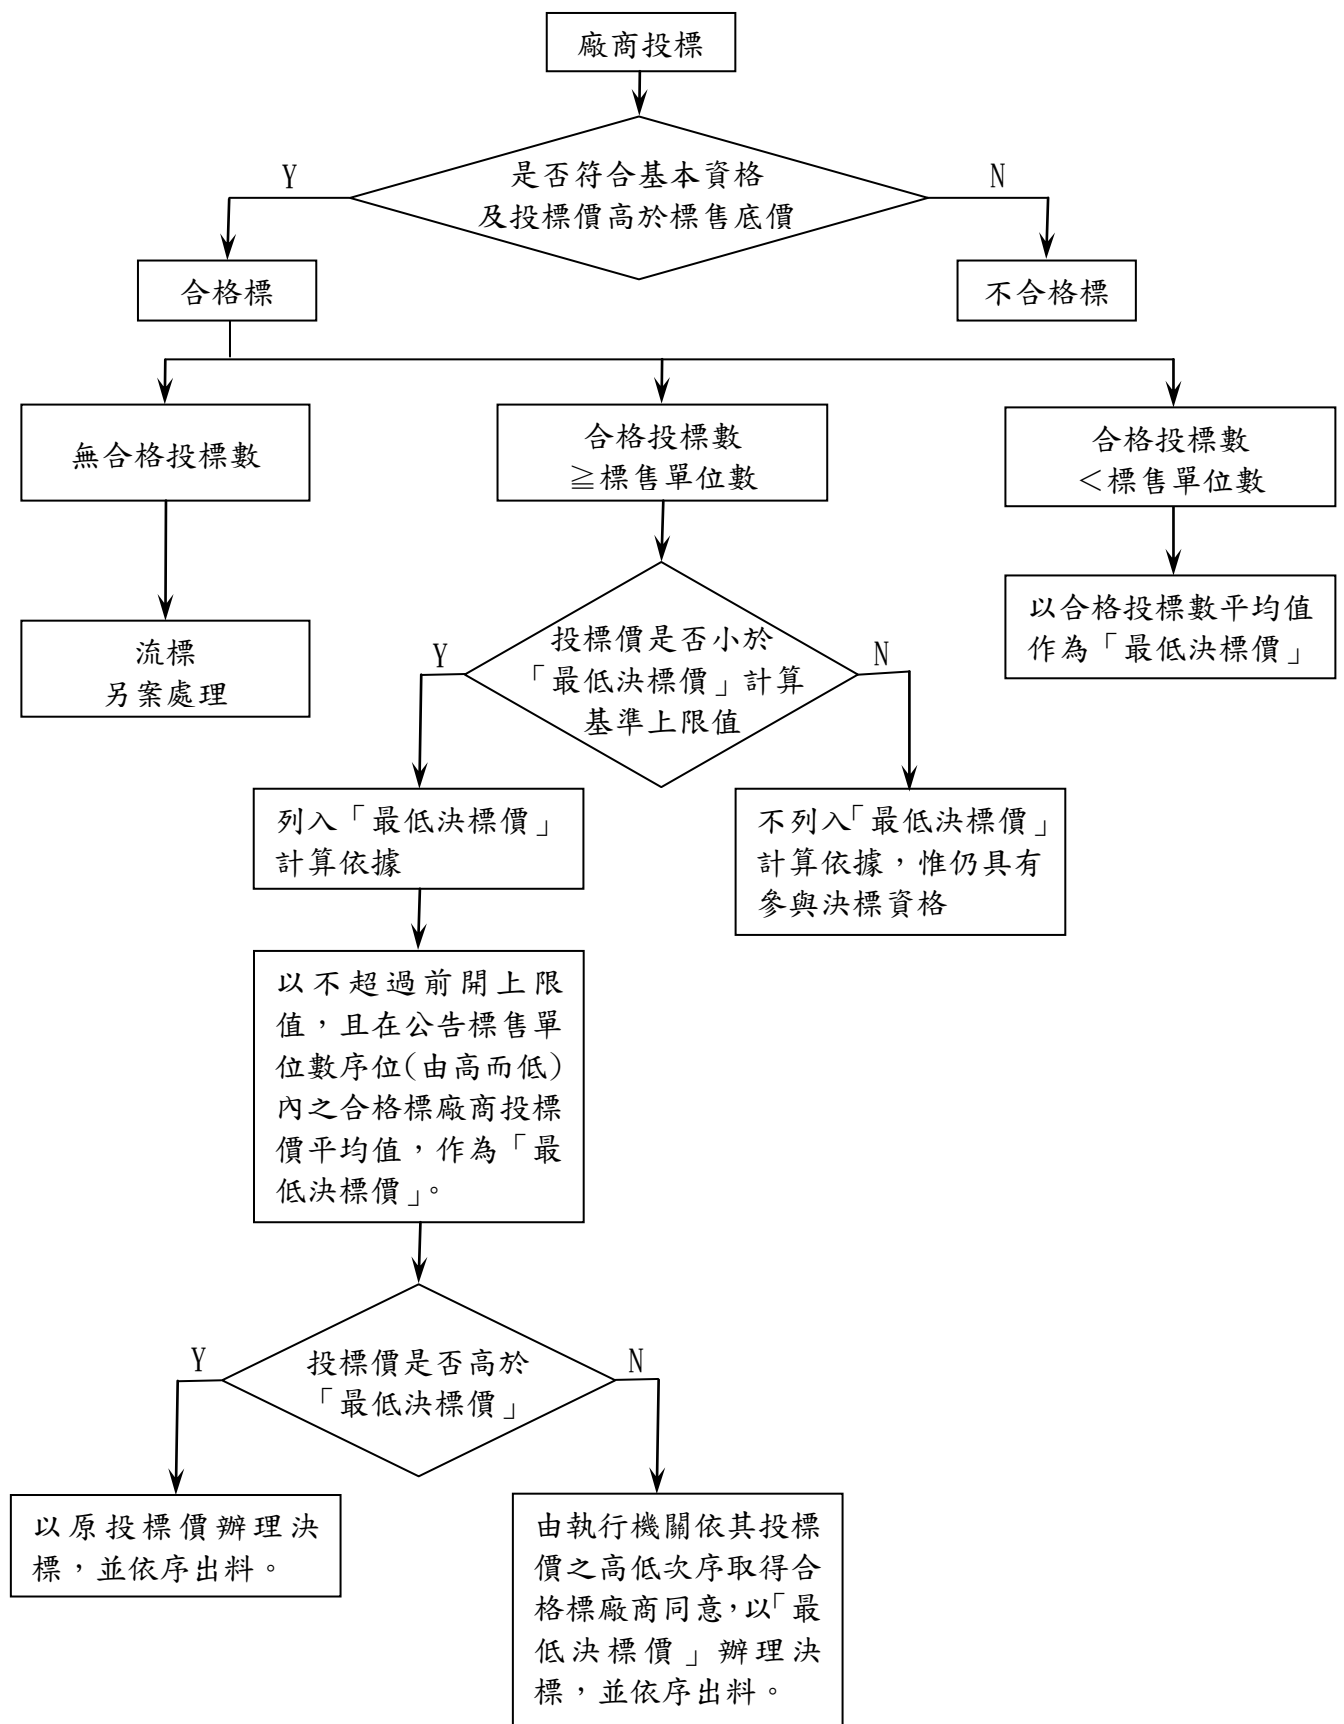 廠商投標
是否符合基本資格
及投標價高於標售底價
Y
N
合格標
不合格標
無合格投標數
合格投標數
≧標售單位數
合格投標數
＜標售單位數
流標
另案處理
投標價是否小於
「最低決標價」計算
基準上限值
Y
N
以合格投標數平均值
作為「最低決標價」
列入「最低決標價」
計算依據
不列入「最低決標價」
計算依據，惟仍具有
參與決標資格
以不超過前開上限
值，且在公告標售單
位數序位(由高而低)
內之合格標廠商投標
價平均值，作為「最
低決標價」。
投標價是否高於
「最低決標價」
Y
N
以原投標價辦理決
標，並依序出料。
由執行機關依其投標
價之高低次序取得合
格標廠商同意，以「最
低決標價」辦理決
標，並依序出料。